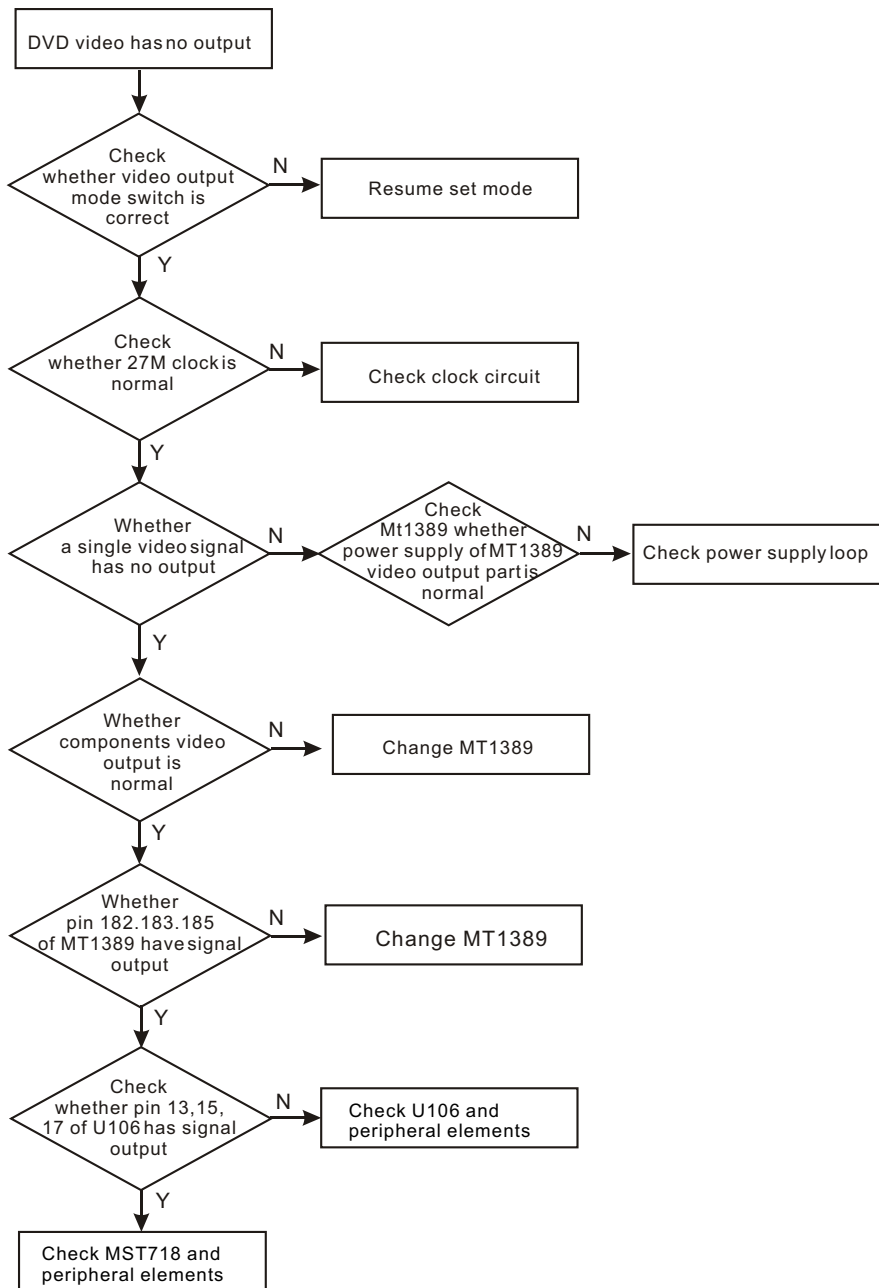 DVD video has no output
Check
whether video output
mode switch is
correct
N
Resume set mode
Y
Check
whether 27M clock is
normal
N
Check clock circuit
Y
Whether
a single video signal
has no output
N
Check
Mt1389 whether
power supply of MT1389
video output part is
normal
N
Check power supply loop
Y
Whether
components video
output is
normal
N
Change MT1389
Y
Whether
pin 182.183.185
of MT1389 have signal
output
N
Change MT1389
Y
Check
whether pin 13,15,
17 of U106 has signal
output
N
Check U106 and
peripheral elements
Y
Check MST718 and
peripheral elements